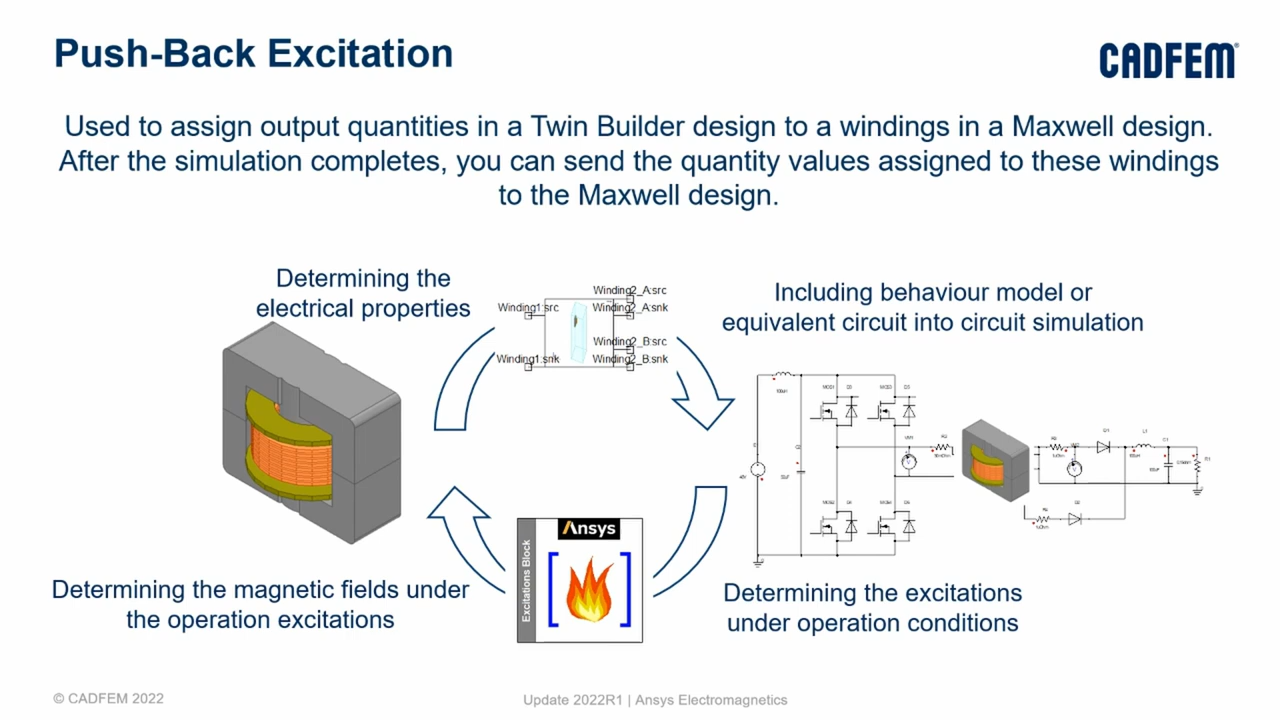 Push-Back Excitation
CADFEM
Used to assign output quantities in a Twin Builder design to a windings in a Maxwell design.
After the simulation completes, you can send the quantity values assigned to these windings
to the Maxwell design.
Determining the
electrical properties
Winding1:src
Winding1:snk
Winding2_A:src
Winding2_A:snk
Winding2_B:src
Winding2_B:snk
Including behaviour model or
equivalent circuit into circuit simulation
Ansys
Excitations Block
Determining the magnetic fields under
the operation excitations
Determining the excitations
under operation conditions
© CADFEM 2022
Update 2022R1 | Ansys Electromagnetics